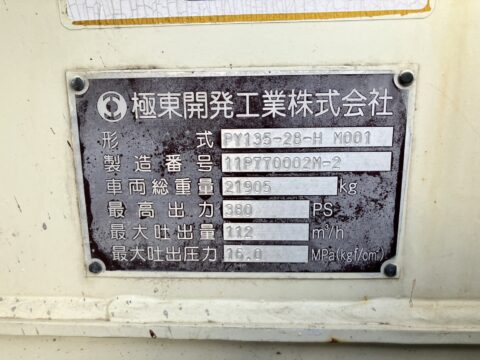 極東開発工業株式会社
形式 PY135-28-H M001
製造番号 11P770002M-2
車両総重量 21905 kg
最高出力 380 PS
最大吐出量 112 m³/h
最大吐出圧力 16.0 MPa(kgf/cm²)